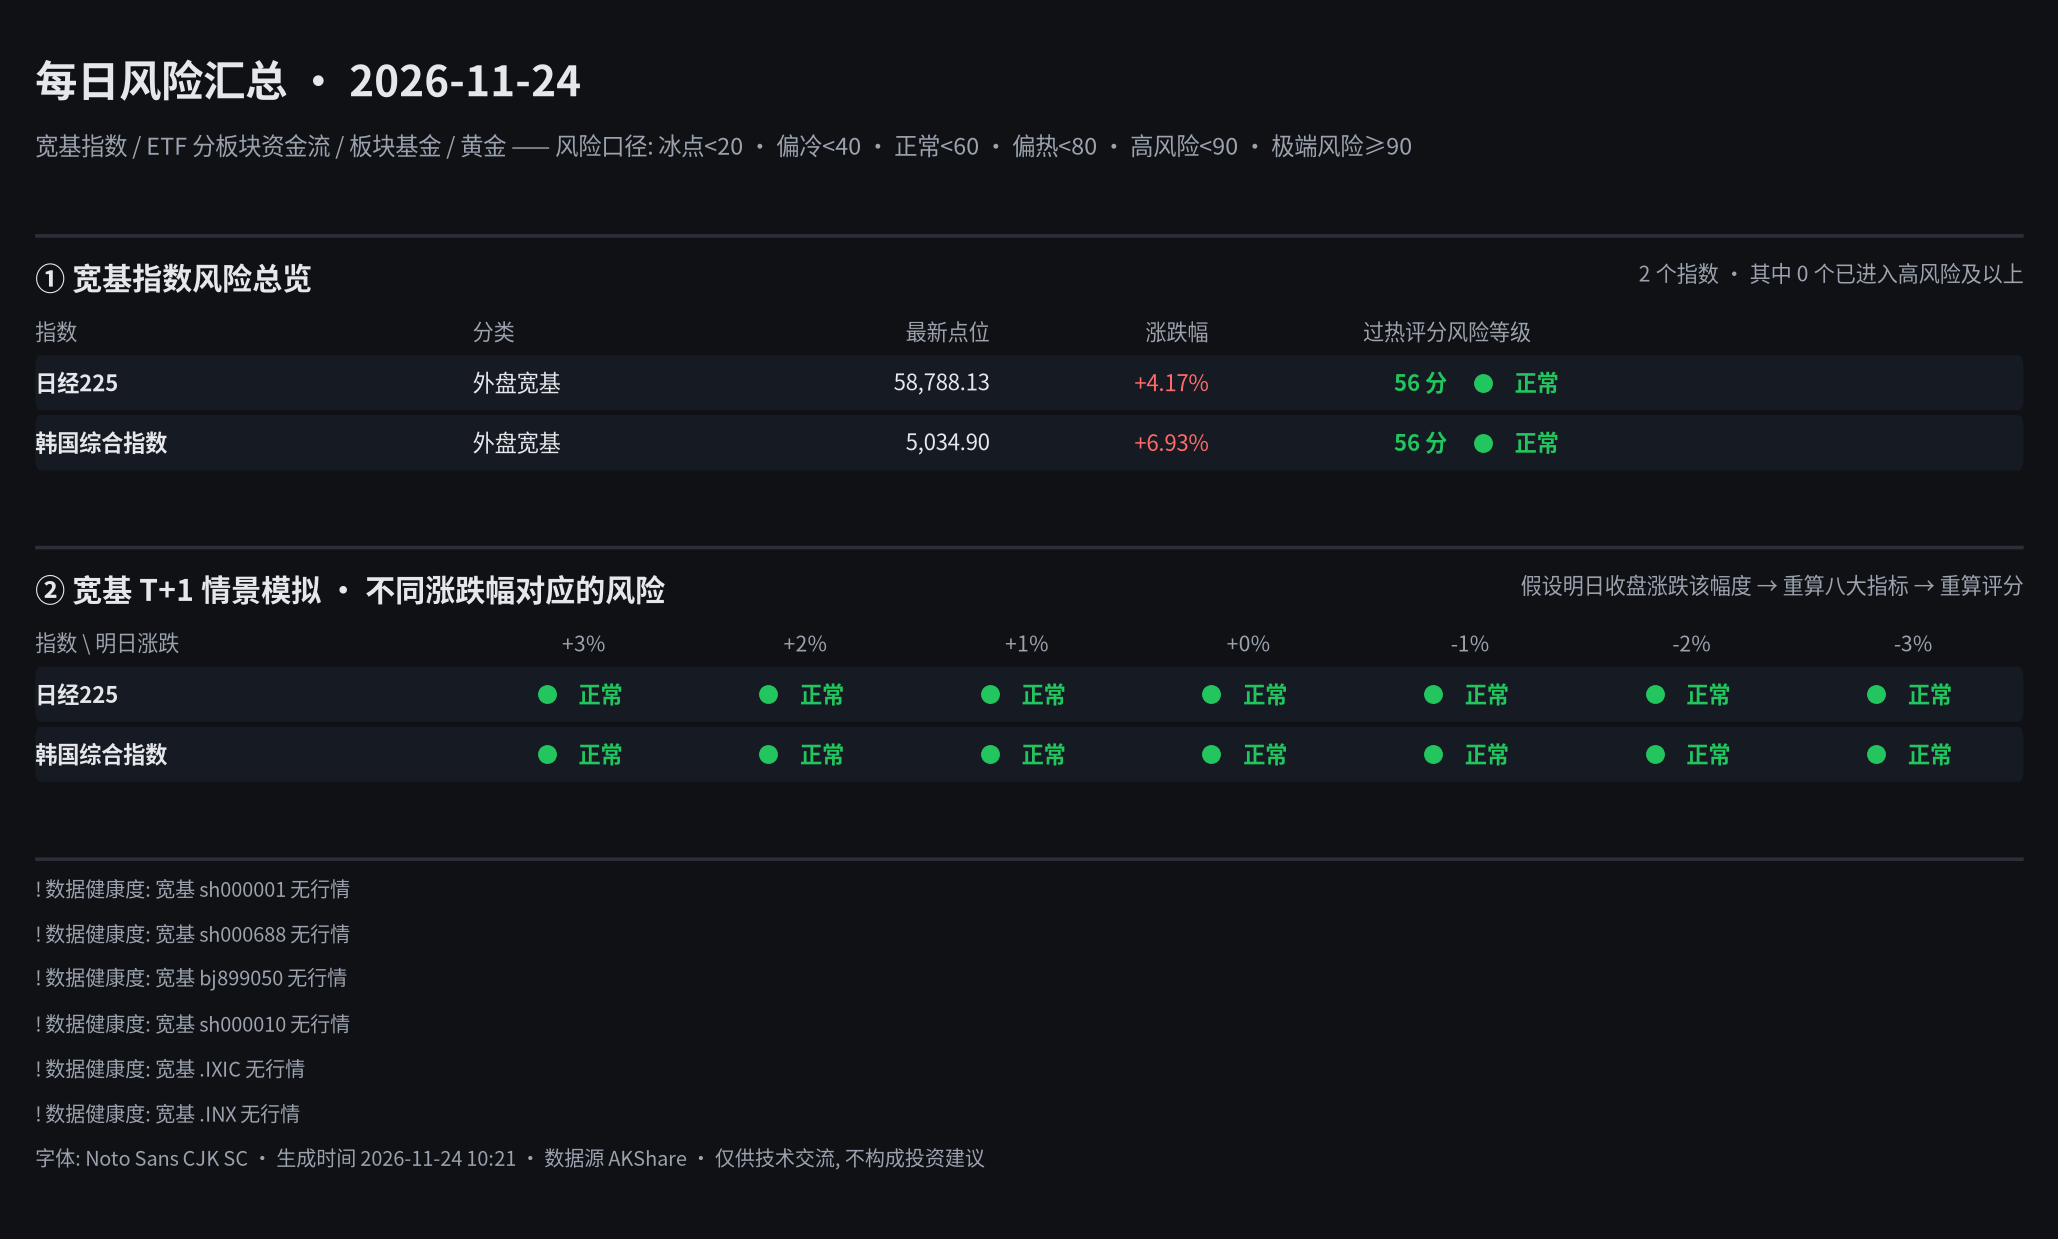 每日风险汇总 · 2026-11-24
宽基指数 / ETF 分板块资金流 / 板块基金 / 黄金 —— 风险口径: 冰点<20 · 偏冷<40 · 正常<60 · 偏热<80 · 高风险<90 · 极端风险≥90
① 宽基指数风险总览 2 个指数 · 其中 0 个已进入高风险及以上
指数 分类 最新点位 涨跌幅 过热评分 风险等级
日经225 外盘宽基 58,788.13 +4.17% 56 分 正常
韩国综合指数 外盘宽基 5,034.90 +6.93% 56 分 正常
② 宽基 T+1 情景模拟 · 不同涨跌幅对应的风险 假设明日收盘涨跌该幅度 → 重算八大指标 → 重算评分
指数 \ 明日涨跌 +3% +2% +1% +0% -1% -2% -3%
日经225 正常 正常 正常 正常 正常 正常 正常
韩国综合指数 正常 正常 正常 正常 正常 正常 正常
! 数据健康度: 宽基 sh000001 无行情
! 数据健康度: 宽基 sh000688 无行情
! 数据健康度: 宽基 bj899050 无行情
! 数据健康度: 宽基 sh000010 无行情
! 数据健康度: 宽基 .IXIC 无行情
! 数据健康度: 宽基 .INX 无行情
字体: Noto Sans CJK SC · 生成时间 2026-11-24 10:21 · 数据源 AKShare · 仅供技术交流, 不构成投资建议